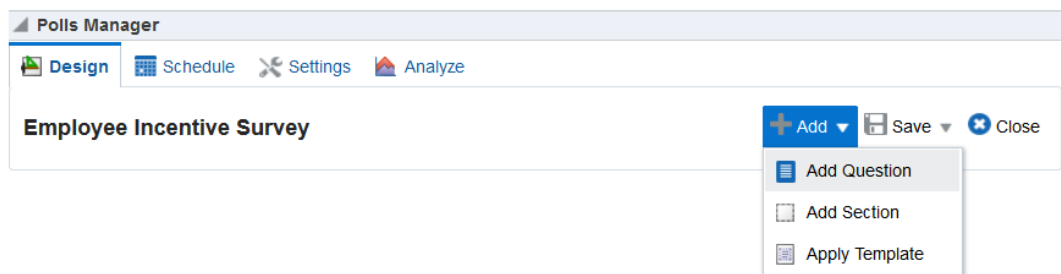 Polls Manager
Design Schedule Settings Analyze
Employee Incentive Survey
Add Save Close
Add Question
Add Section
Apply Template